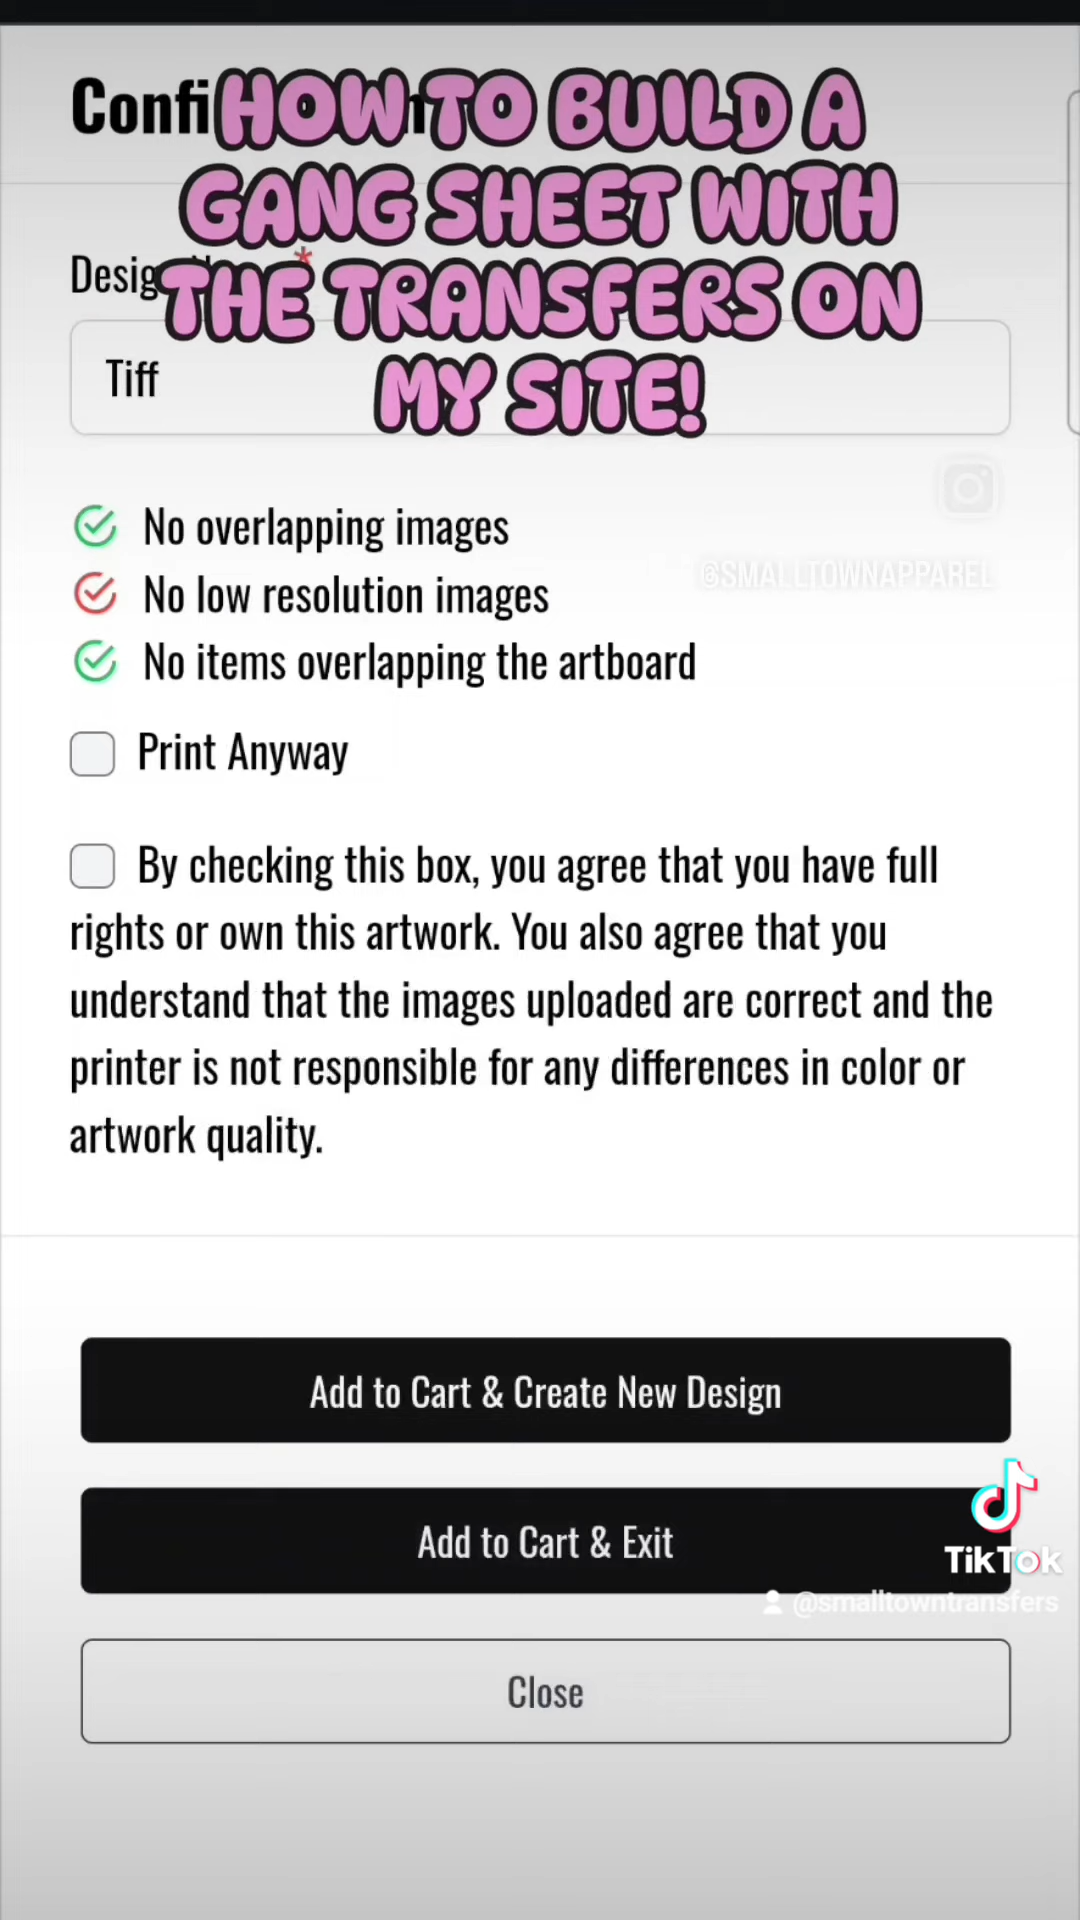 HOW TO BUILD A
GANG SHEET WITH
THE TRANSFERS ON
MY SITE!
Confi
Desig
*
Tiff
No overlapping images
@SMALLTOWNAPPAREL
No low resolution images
No items overlapping the artboard
Print Anyway
By checking this box, you agree that you have full
rights or own this artwork. You also agree that you
understand that the images uploaded are correct and the
printer is not responsible for any differences in color or
artwork quality.
Add to Cart & Create New Design
Add to Cart & Exit
TikTok
@smalltowntransfers
Close